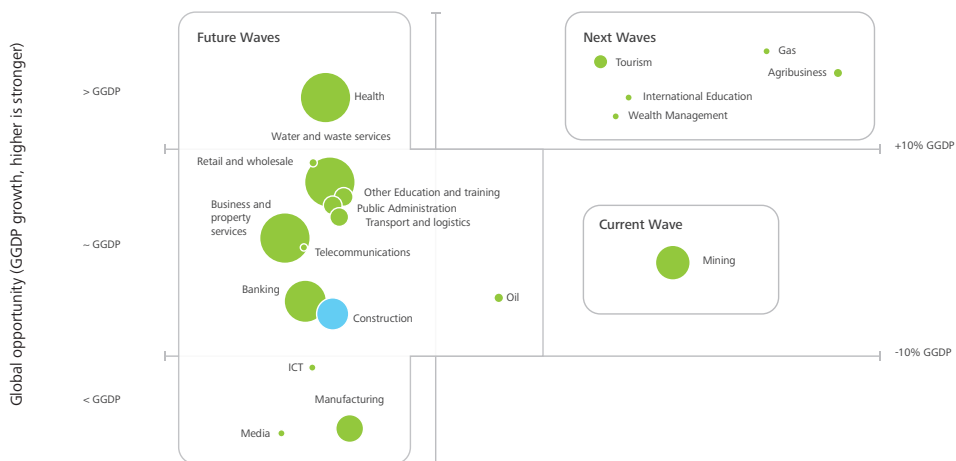 Global opportunity (GGDP growth, higher is stronger)
Future Waves
Next Waves
Gas
Tourism
Agribusiness
> GGDP
Health
International Education
Wealth Management
Water and waste services
+10% GGDP
Retail and wholesale
Other Education and training
Business and
property
services
Public Administration
Transport and logistics
Current Wave
~ GGDP
Telecommunications
Mining
Banking
Oil
Construction
-10% GGDP
ICT
< GGDP
Manufacturing
Media